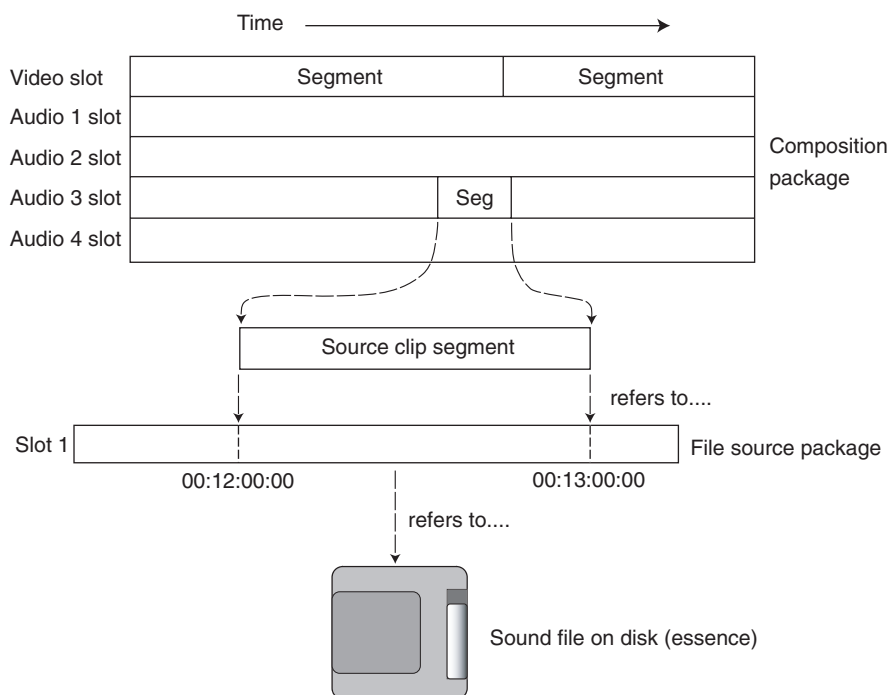 Time
Video slot
Segment
Segment
Audio 1 slot
Audio 2 slot
Composition
package
Audio 3 slot
Seg
Audio 4 slot
Source clip segment
refers to....
Slot 1
File source package
00:12:00:00
00:13:00:00
refers to....
Sound file on disk (essence)